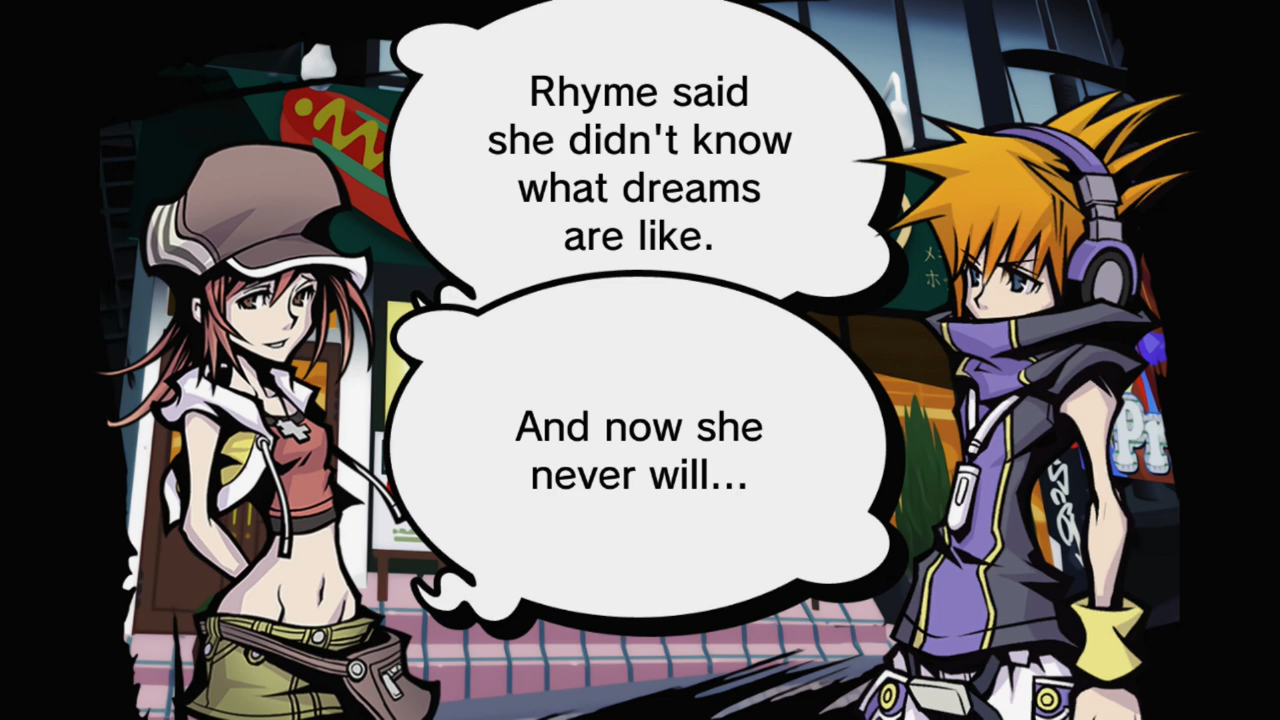 Rhyme said
she didn't know
what dreams
are like.
And now she
never will...